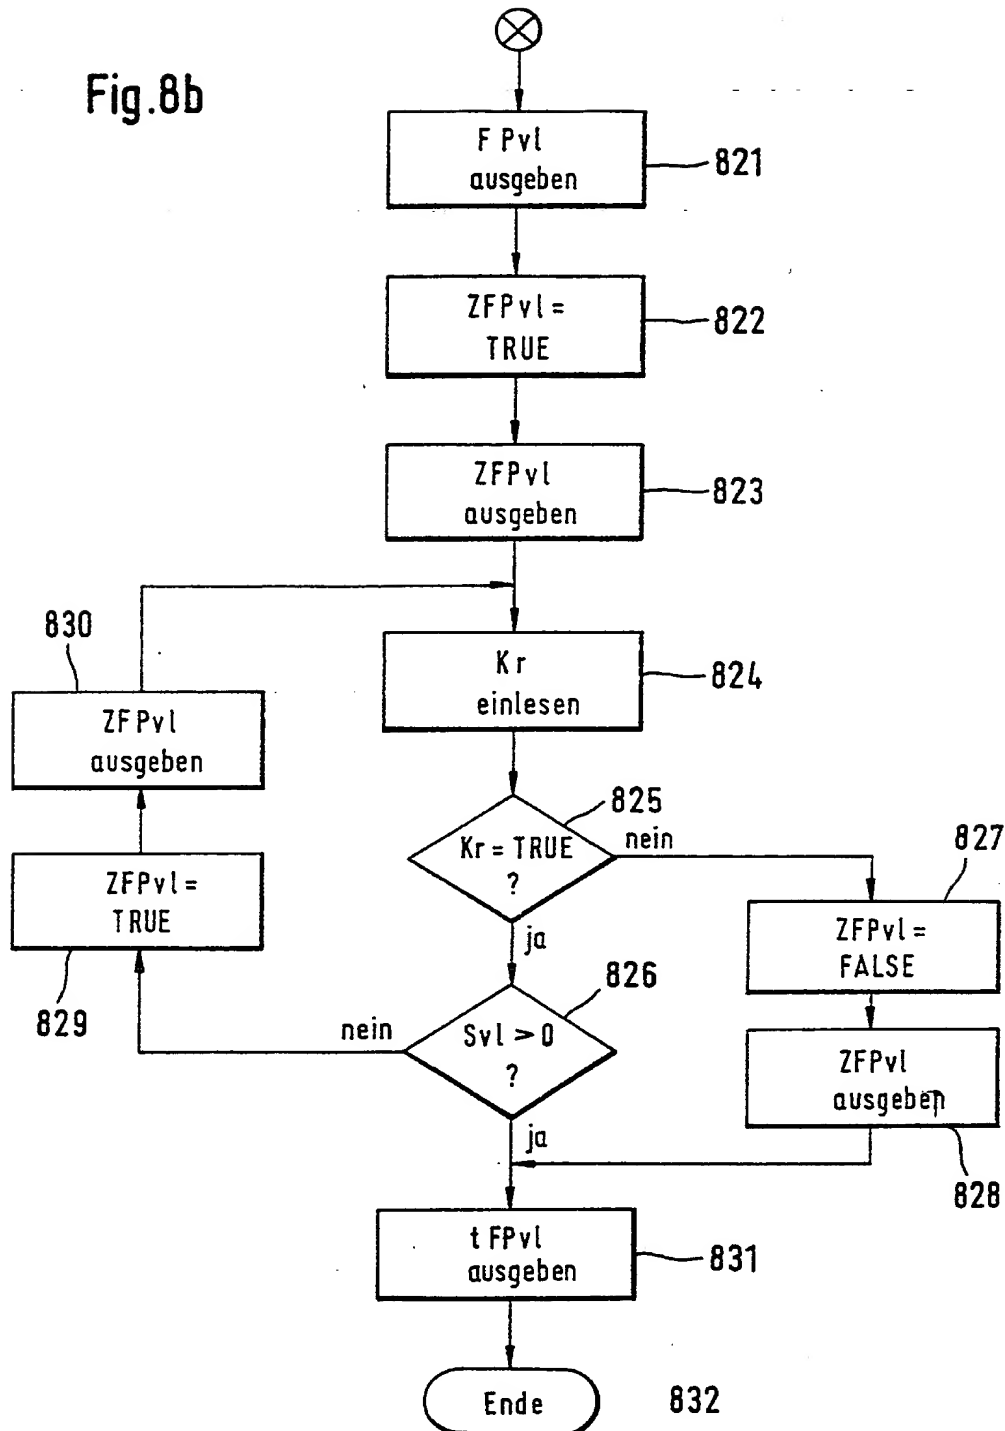 Fig.8b
F Pvl
ausgeben
821
ZFPvl =
TRUE
822
ZFPvl
ausgeben
823
830
ZFPvl
ausgeben
Kr
einlesen
824
825
Kr = TRUE
?
nein
ja
827
ZFPvl =
FALSE
ZFPvl =
TRUE
829
826
Svl > 0
?
nein
ja
ZFPvl
ausgeben
828
t FPvl
ausgeben
831
Ende
832